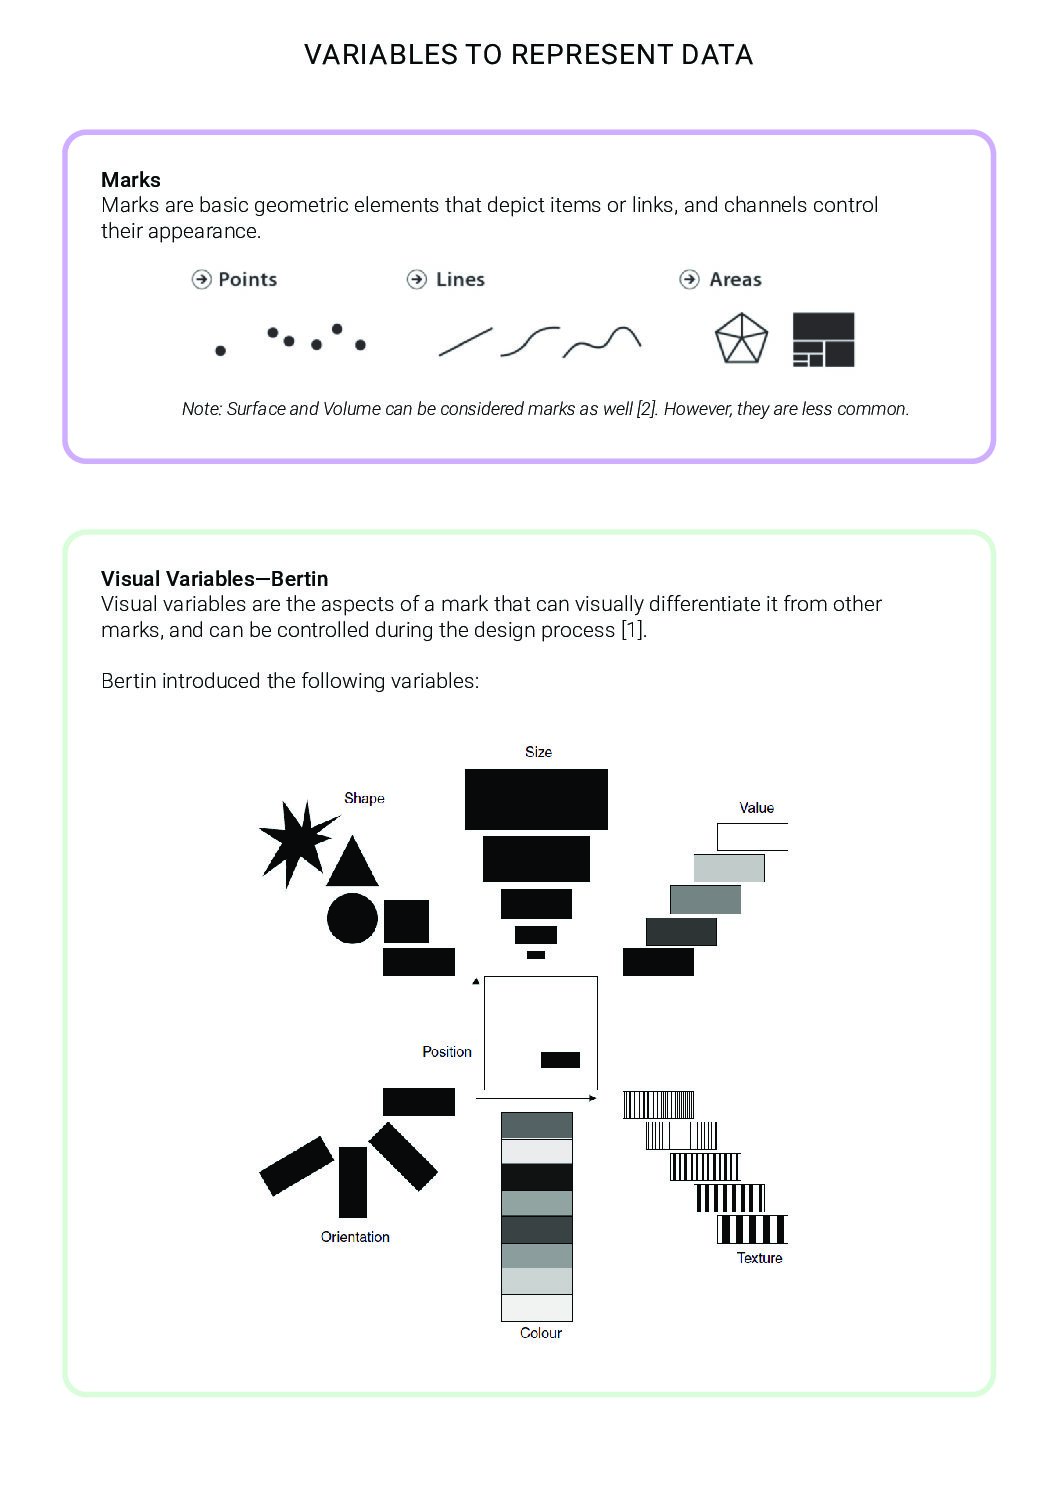 VARIABLES TO REPRESENT DATA
Marks
Marks are basic geometric elements that depict items or links, and channels control
their appearance.
Points
Lines
Areas
Note: Surface and Volume can be considered marks as well [2]. However, they are less common.
Visual Variables—Bertin
Visual variables are the aspects of a mark that can visually differentiate it from other
marks, and can be controlled during the design process [1].
Bertin introduced the following variables:
Size
Shape
Value
Position
Orientation
Texture
Colour